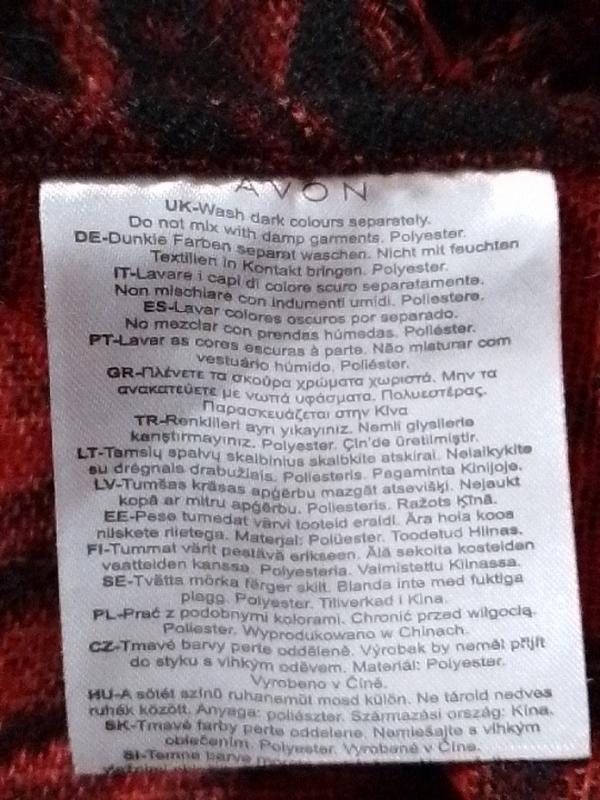 AVON
UK-Wash dark colours separately.
Do not mix with damp garments. Polyester.
DE-Dunkle Farben separat waschen. Nicht mit feuchten
Textilien in Kontakt bringen. Polyester.
IT-Lavare i capi di colore scuro separatamente.
Non mischiare con indumenti umidi. Poliestere.
ES-Lavar colores oscuros por separado.
No mezclar con prendas húmedas. Poliéster.
PT-Lavar as cores escuras à parte. Não misturar com
vestuário húmido. Poliéster.
GR-Πλένετε τα σκούρα χρώματα χωριστά. Μην τα
ανακατεύετε με νωπά υφάσματα. Πολυεστέρας.
Παρασκευάζεται στην Κίνα
TR-Renklileri ayrı yıkayınız. Nemli giysilerle
karıştırmayınız. Polyester. Çin'de üretilmiştir.
LT-Tamsių spalvų skalbinius skalbkite atskirai. Nelaikykite
su drėgnais drabužiais. Poliesteris. Pagaminta Kinijoje.
LV-Tumšas krāsas apģērbu mazgāt atsevišķi. Nejaukt
kopā ar mitru apģērbu. Poliesteris. Ražots Ķīnā.
EE-Pese tumedat värvi tooteid eraldi. Ära hoia koos
niiskete riietega. Materjal: Polüester. Toodetud Hiinas.
FI-Tummat värit pestävä erikseen. Älä sekoita kosteiden
vaatteiden kanssa. Polyesteria. Valmistettu Kiinassa.
SE-Tvätta mörka färger skilt. Blanda inte med fuktiga
plagg. Polyester. Tillverkad i Kina.
PL-Prać z podobnymi kolorami. Chronić przed wilgocią.
Poliester. Wyprodukowano w Chinach.
CZ-Tmavé barvy perte odděleně. Výrobek by neměl přijít
do styku s vlhkým oděvem. Materiál: Polyester.
Vyrobeno v Číně.
HU-A sötét színű ruhaneműt mosd külön. Ne tárold nedves
ruhák között. Anyaga: poliészter. Származási ország: Kína.
SK-Tmavé farby perte oddelene. Nemiešajte s vlhkým
oblečením. Polyester. Vyrobené v Číne.
SI-Temne barve